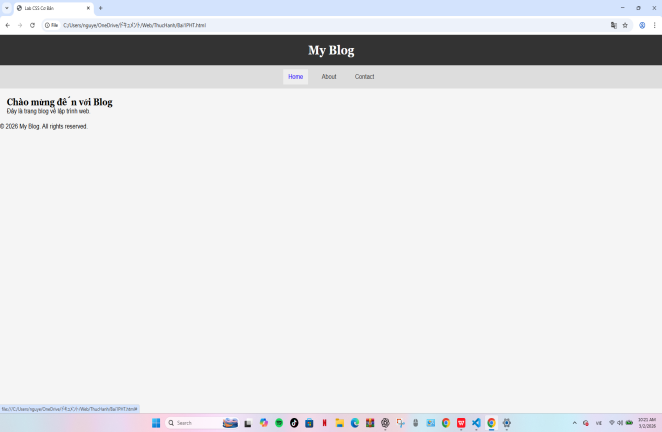 Lab CSS Cơ Bản
File
C:/Users/nguye/OneDrive/ドキュメント/Web/ThucHanh/Bai1PHT.html
My Blog
Home
About
Contact
Chào mừng đến với Blog
Đây là trang blog về lập trình web.
© 2026 My Blog. All rights reserved.
file:///C:/Users/nguye/OneDrive/ドキュメント/Web/ThucHanh/Bai1PHT.html#
Search
VIE
10:21 AM
3/2/2026